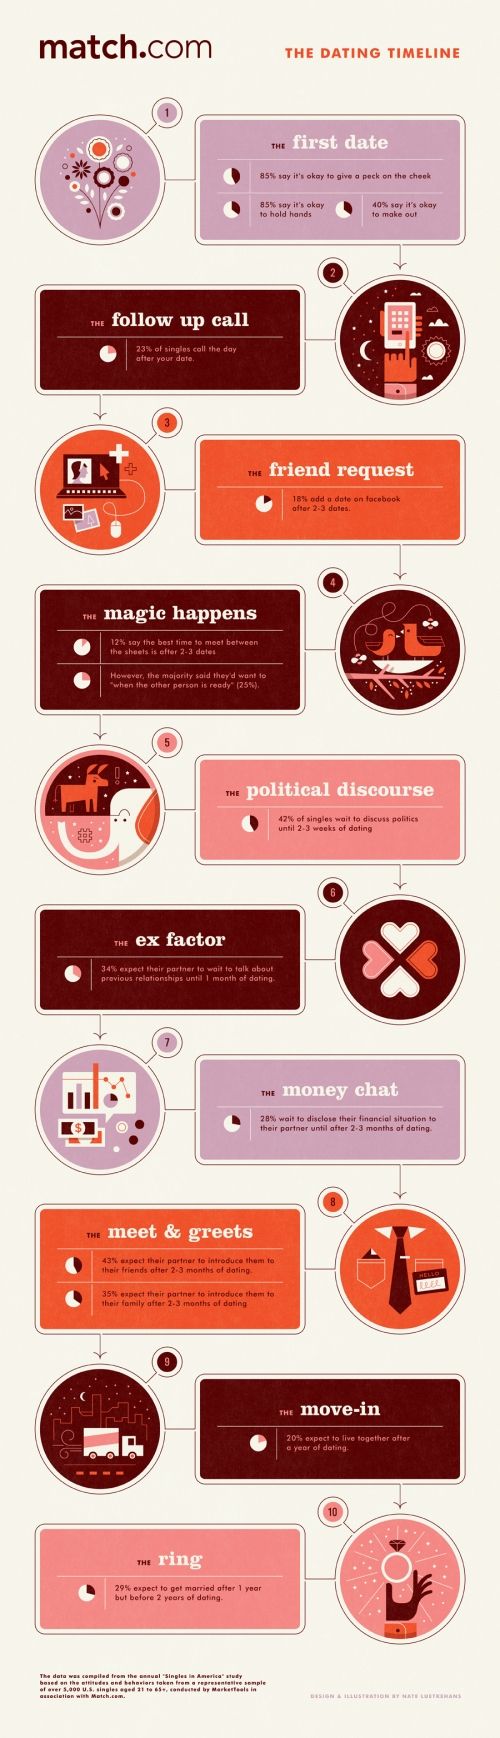 match.com
THE DATING TIMELINE
1
THE first date
85% say it's okay to give a peck on the cheek
85% say it's okay
to hold hands
40% say it's okay
to make out
2
THE follow up call
23% of singles call the day
after your date.
3
THE friend request
18% add a date on facebook
after 2-3 dates.
4
THE magic happens
12% say the best time to meet between
the sheets is after 2-3 dates
However, the majority said they'd want to
"when the other person is ready" (25%).
5
THE political discourse
42% of singles wait to discuss politics
until 2-3 weeks of dating
6
THE ex factor
34% expect their partner to wait to talk about
previous relationships until 1 month of dating.
7
THE money chat
28% wait to disclose their financial situation to
their partner until after 2-3 months of dating.
$
8
THE meet & greets
43% expect their partner to introduce them to
their friends after 2-3 months of dating.
35% expect their partner to introduce them to
their family after 2-3 months of dating
HELLO
9
THE move-in
20% expect to live together after
a year of dating.
10
THE ring
29% expect to get married after 1 year
but before 2 years of dating.
The data was compiled from the annual "Singles in America" study
based on the attitudes and behaviors taken from a representative sample
of over 5,000 U.S. singles aged 21 to 65+, conducted by MarketTools in
association with Match.com.
DESIGN & ILLUSTRATION BY NATE LUETKEHANS